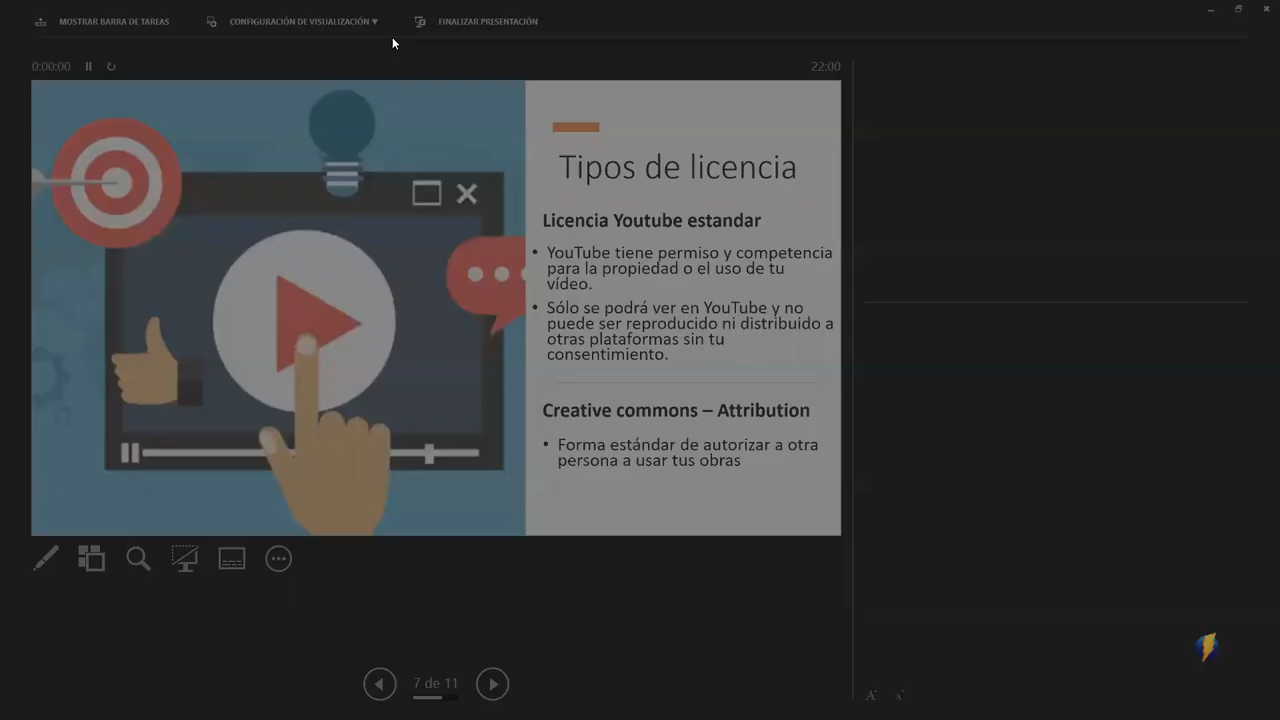 MOSTRAR BARRA DE TAREAS
CONFIGURACIÓN DE VISUALIZACIÓN ▼
FINALIZAR PRESENTACIÓN
0:00:00
22:00
Tipos de licencia
Licencia Youtube estandar
• YouTube tiene permiso y competencia
para la propiedad o el uso de tu
vídeo.
• Sólo se podrá ver en YouTube y no
puede ser reproducido ni distribuido a
otras plataformas sin tu
consentimiento.
Creative commons – Attribution
• Forma estándar de autorizar a otra
persona a usar tus obras
7 de 11
A A